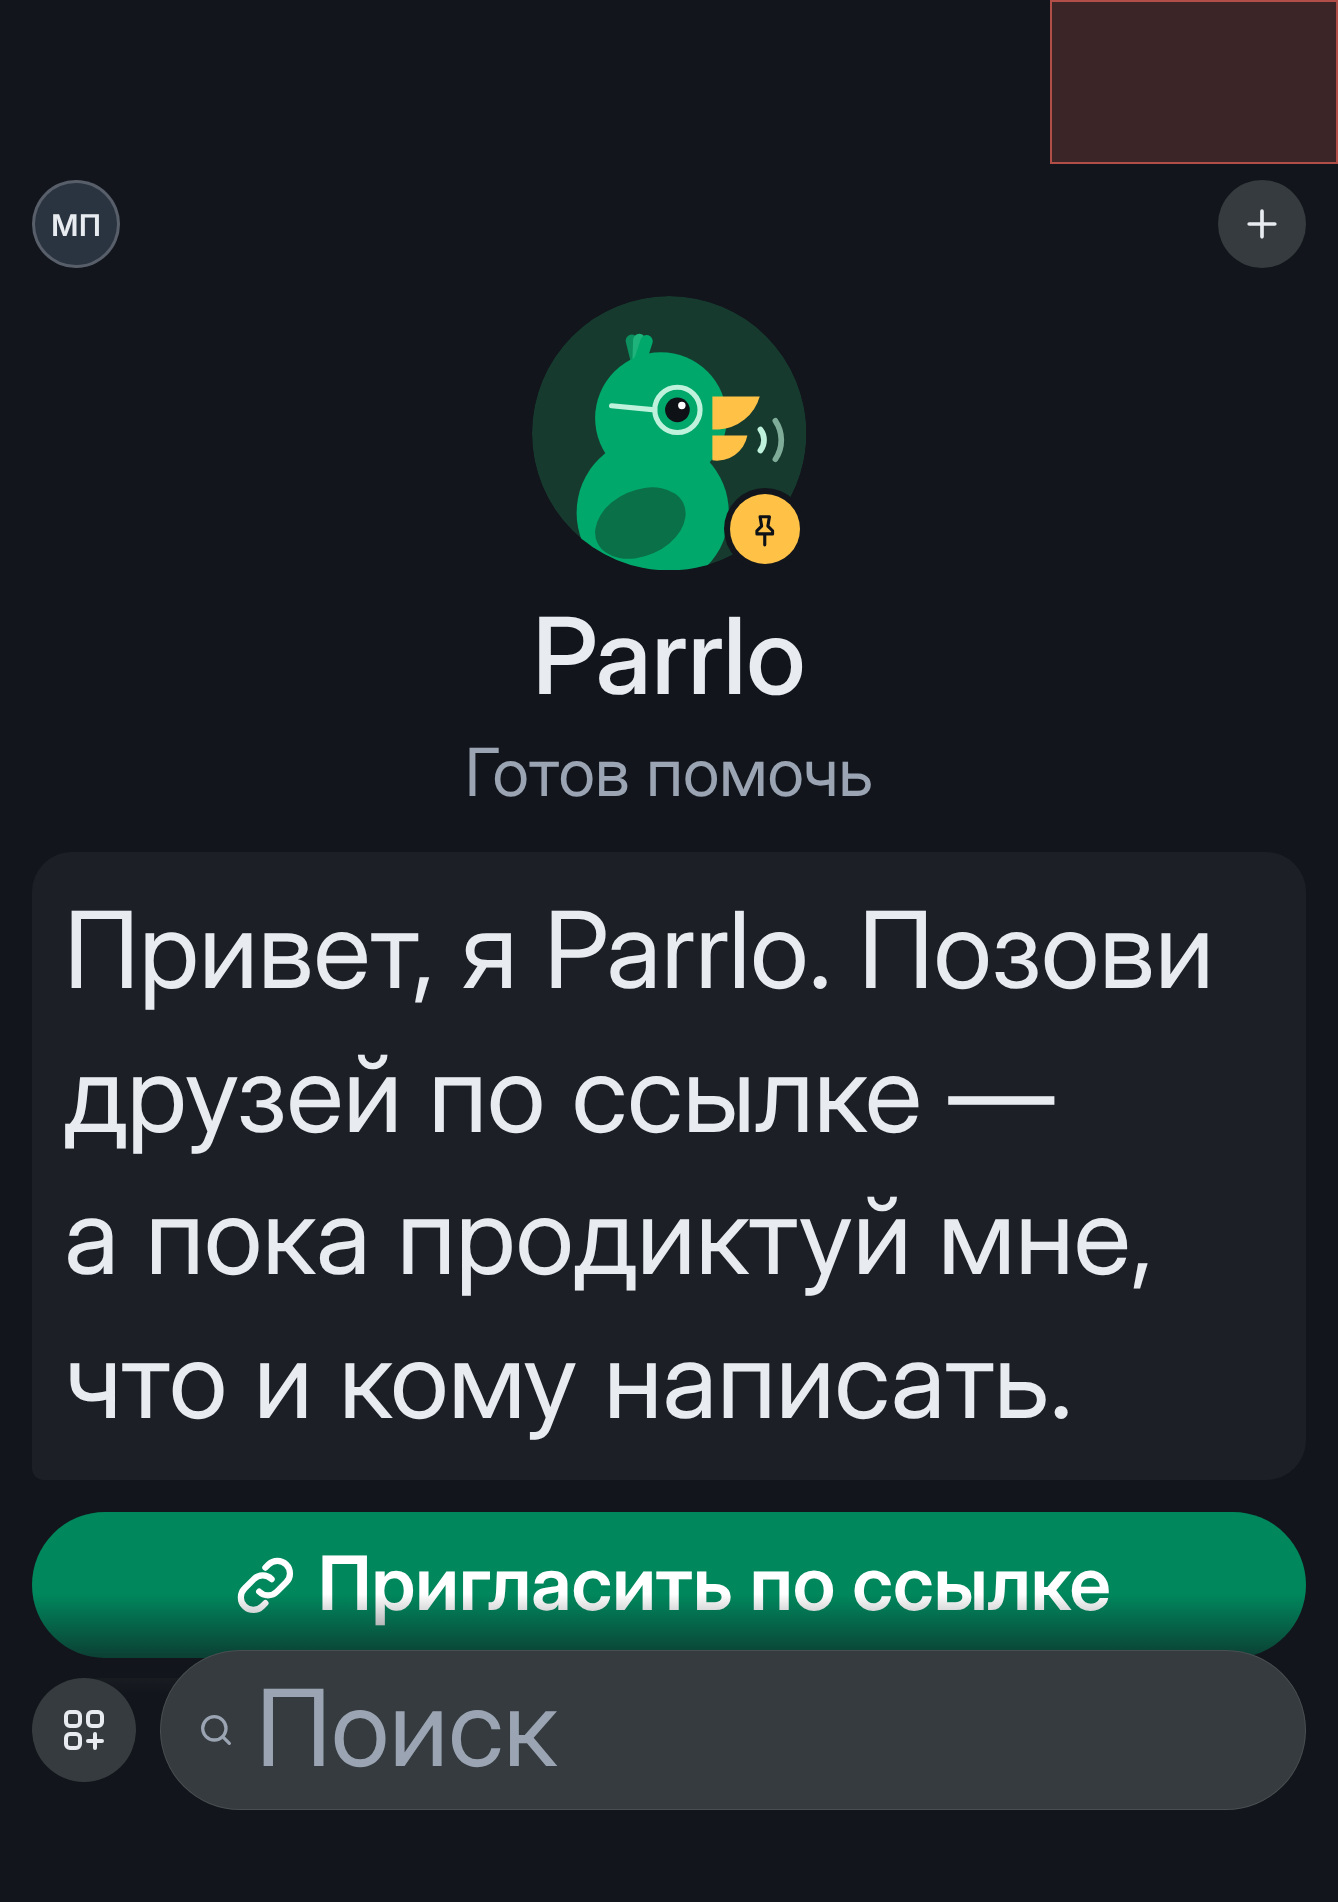 МП
Parrlo
Готов помочь
Привет, я Parrlo. Позови
друзей по ссылке —
а пока продиктуй мне,
что и кому написать.
Пригласить по ссылке
Поиск